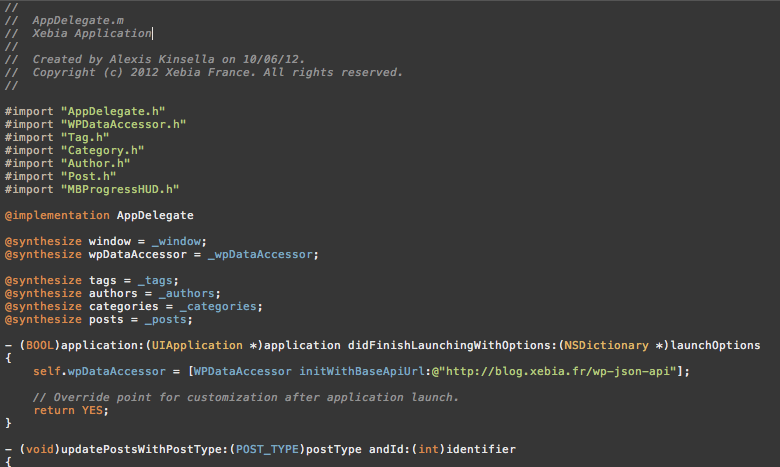 //
//  AppDelegate.m
//  Xebia Application
//
//  Created by Alexis Kinsella on 10/06/12.
//  Copyright (c) 2012 Xebia France. All rights reserved.
//
#import "AppDelegate.h"
#import "WPDataAccessor.h"
#import "Tag.h"
#import "Category.h"
#import "Author.h"
#import "Post.h"
#import "MBProgressHUD.h"
@implementation AppDelegate
@synthesize window = _window;
@synthesize wpDataAccessor = _wpDataAccessor;
@synthesize tags = _tags;
@synthesize authors = _authors;
@synthesize categories = _categories;
@synthesize posts = _posts;
- (BOOL)application:(UIApplication *)application didFinishLaunchingWithOptions:(NSDictionary *)launchOptions
{
    self.wpDataAccessor = [WPDataAccessor initWithBaseApiUrl:@"http://blog.xebia.fr/wp-json-api"];
    // Override point for customization after application launch.
    return YES;
}
- (void)updatePostsWithPostType:(POST_TYPE)postType andId:(int)identifier
{